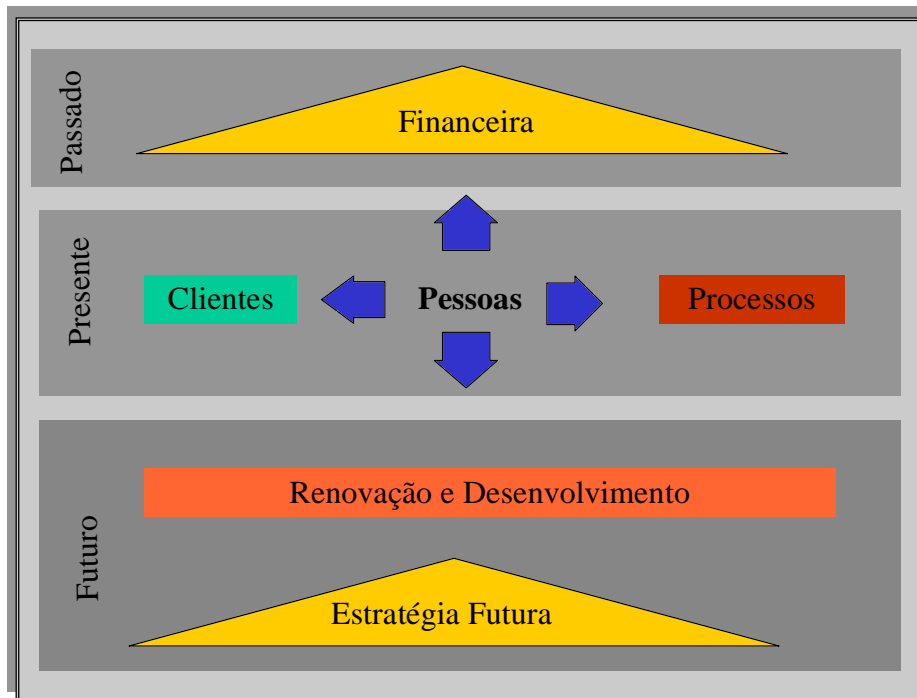 Passado
Financeira
Presente
Clientes
Pessoas
Processos
Futuro
Renovação e Desenvolvimento
Estratégia Futura